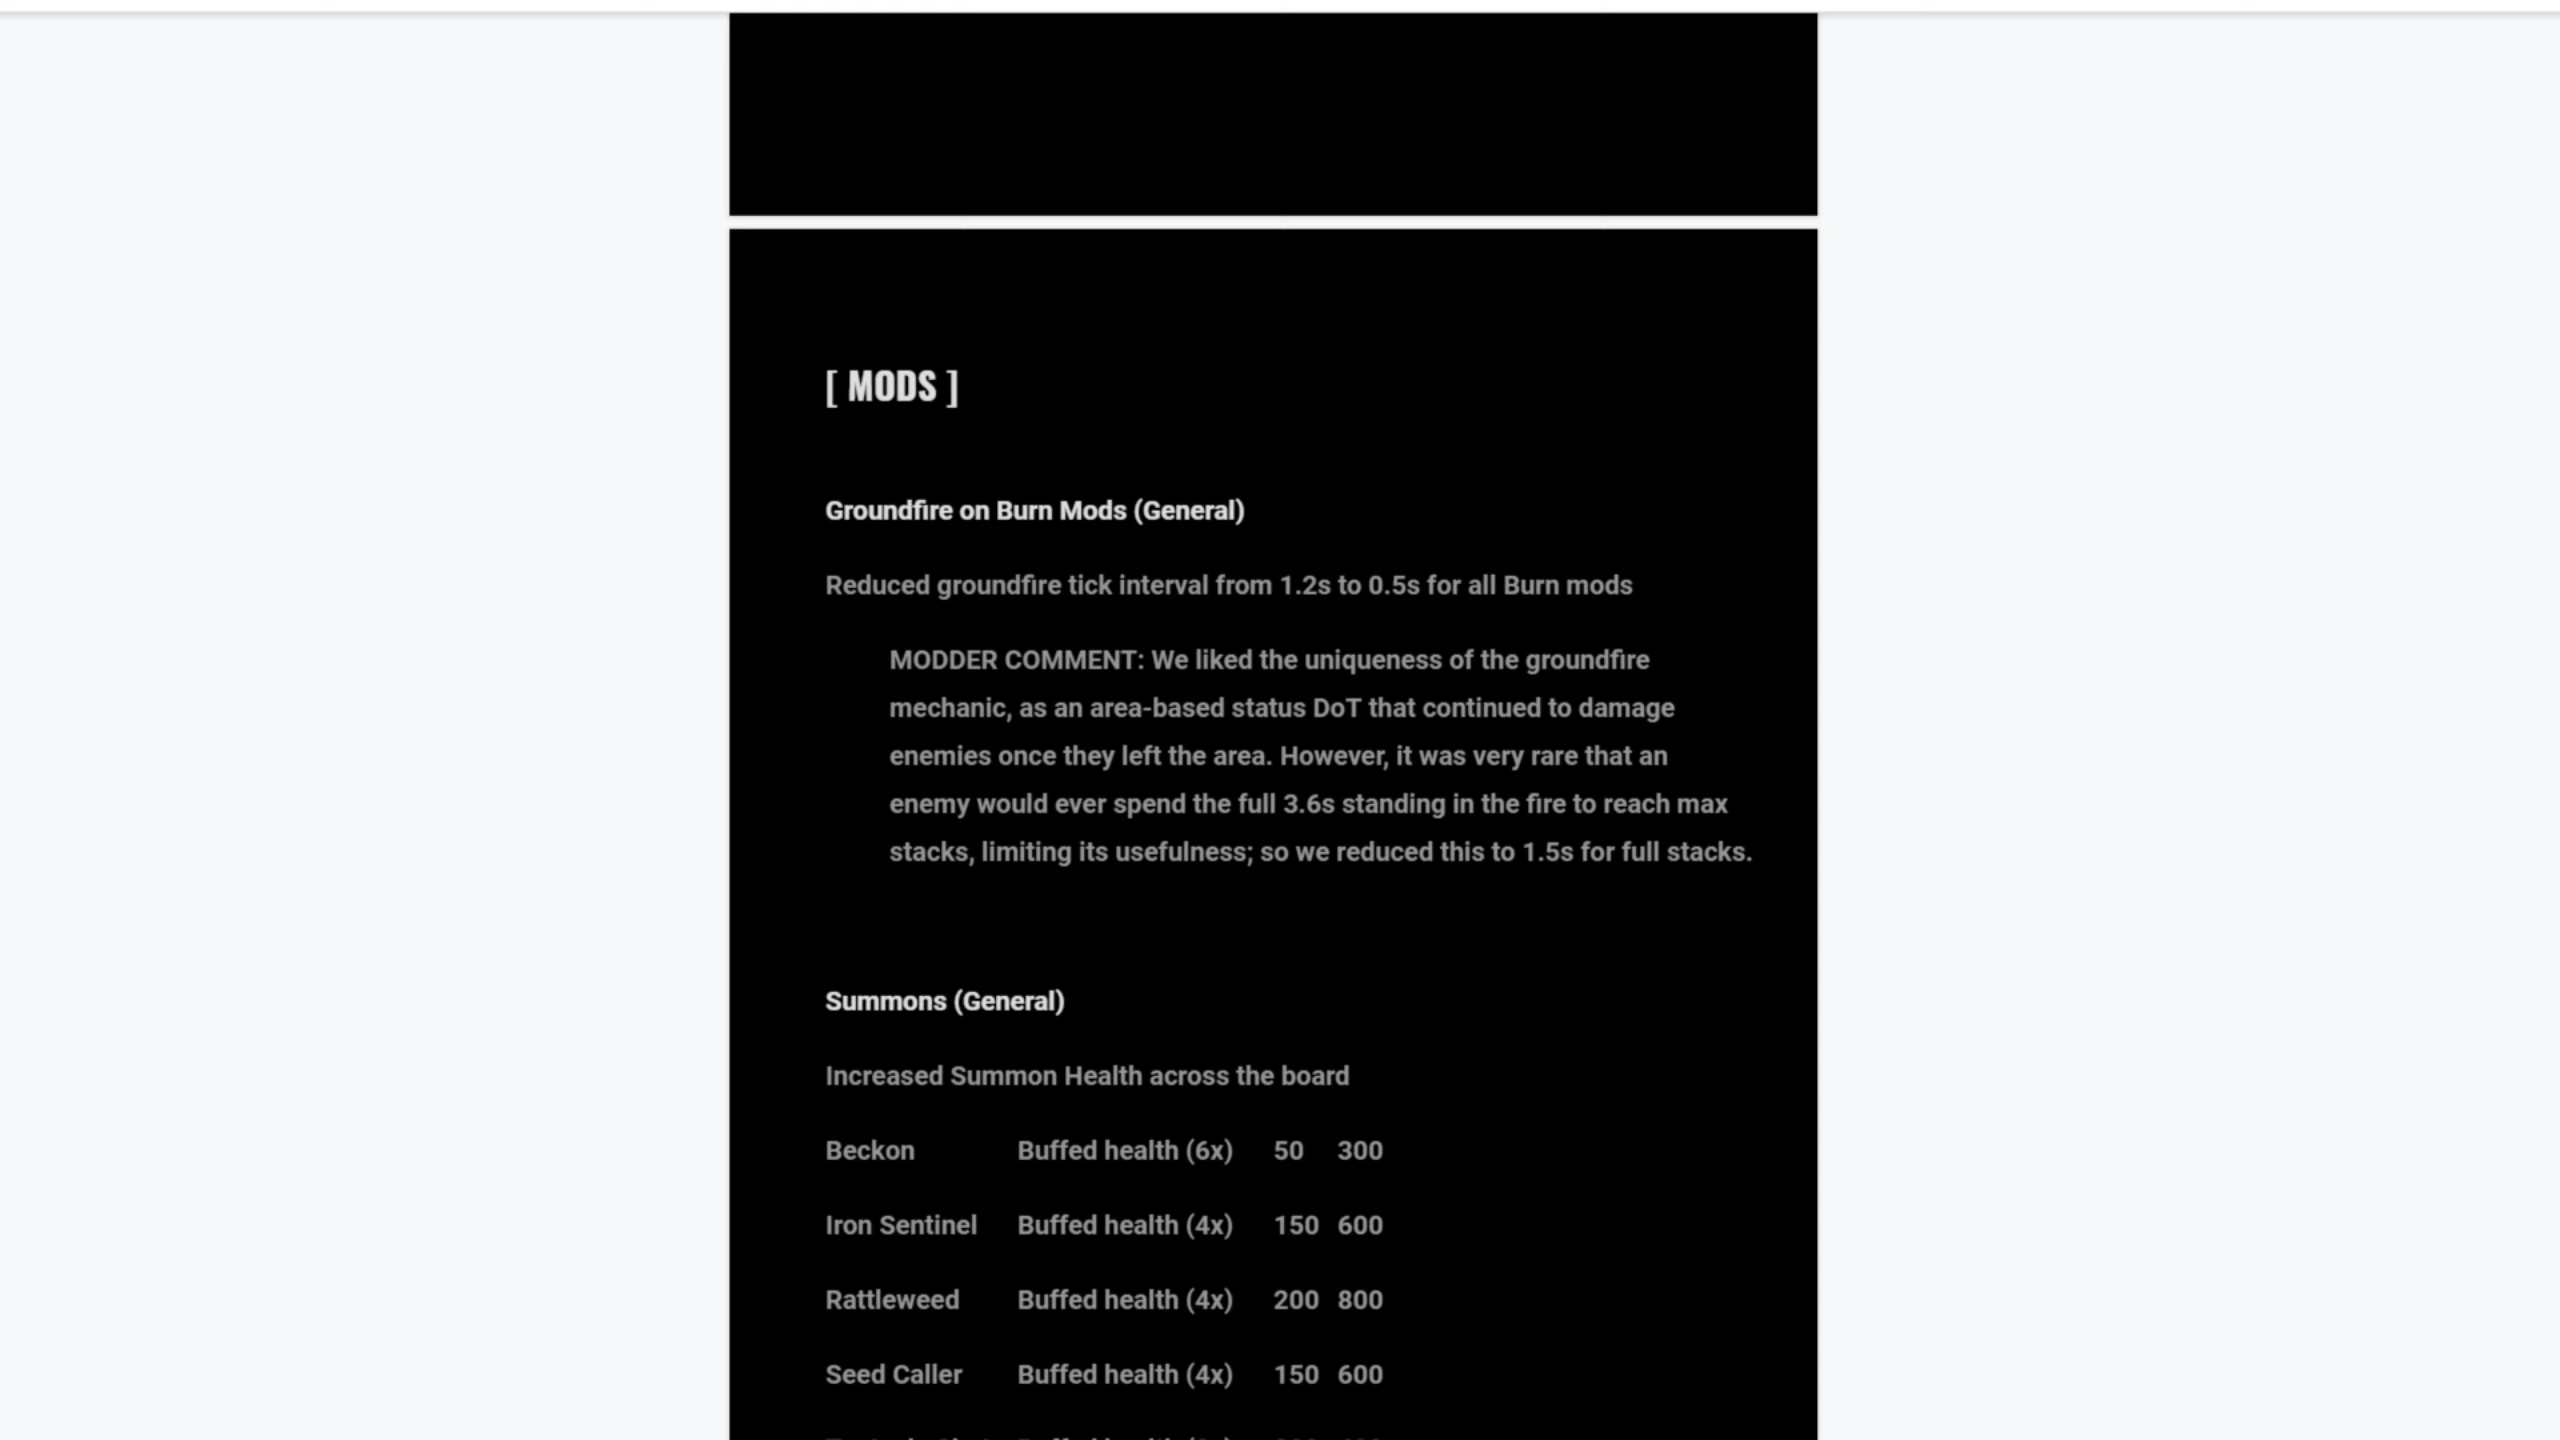 [ MODS ]
Groundfire on Burn Mods (General)
Reduced groundfire tick interval from 1.2s to 0.5s for all Burn mods
MODDER COMMENT: We liked the uniqueness of the groundfire
mechanic, as an area-based status DoT that continued to damage
enemies once they left the area. However, it was very rare that an
enemy would ever spend the full 3.6s standing in the fire to reach max
stacks, limiting its usefulness; so we reduced this to 1.5s for full stacks.
Summons (General)
Increased Summon Health across the board
Beckon Buffed health (6x) 50 300
Iron Sentinel Buffed health (4x) 150 600
Rattleweed Buffed health (4x) 200 800
Seed Caller Buffed health (4x) 150 600